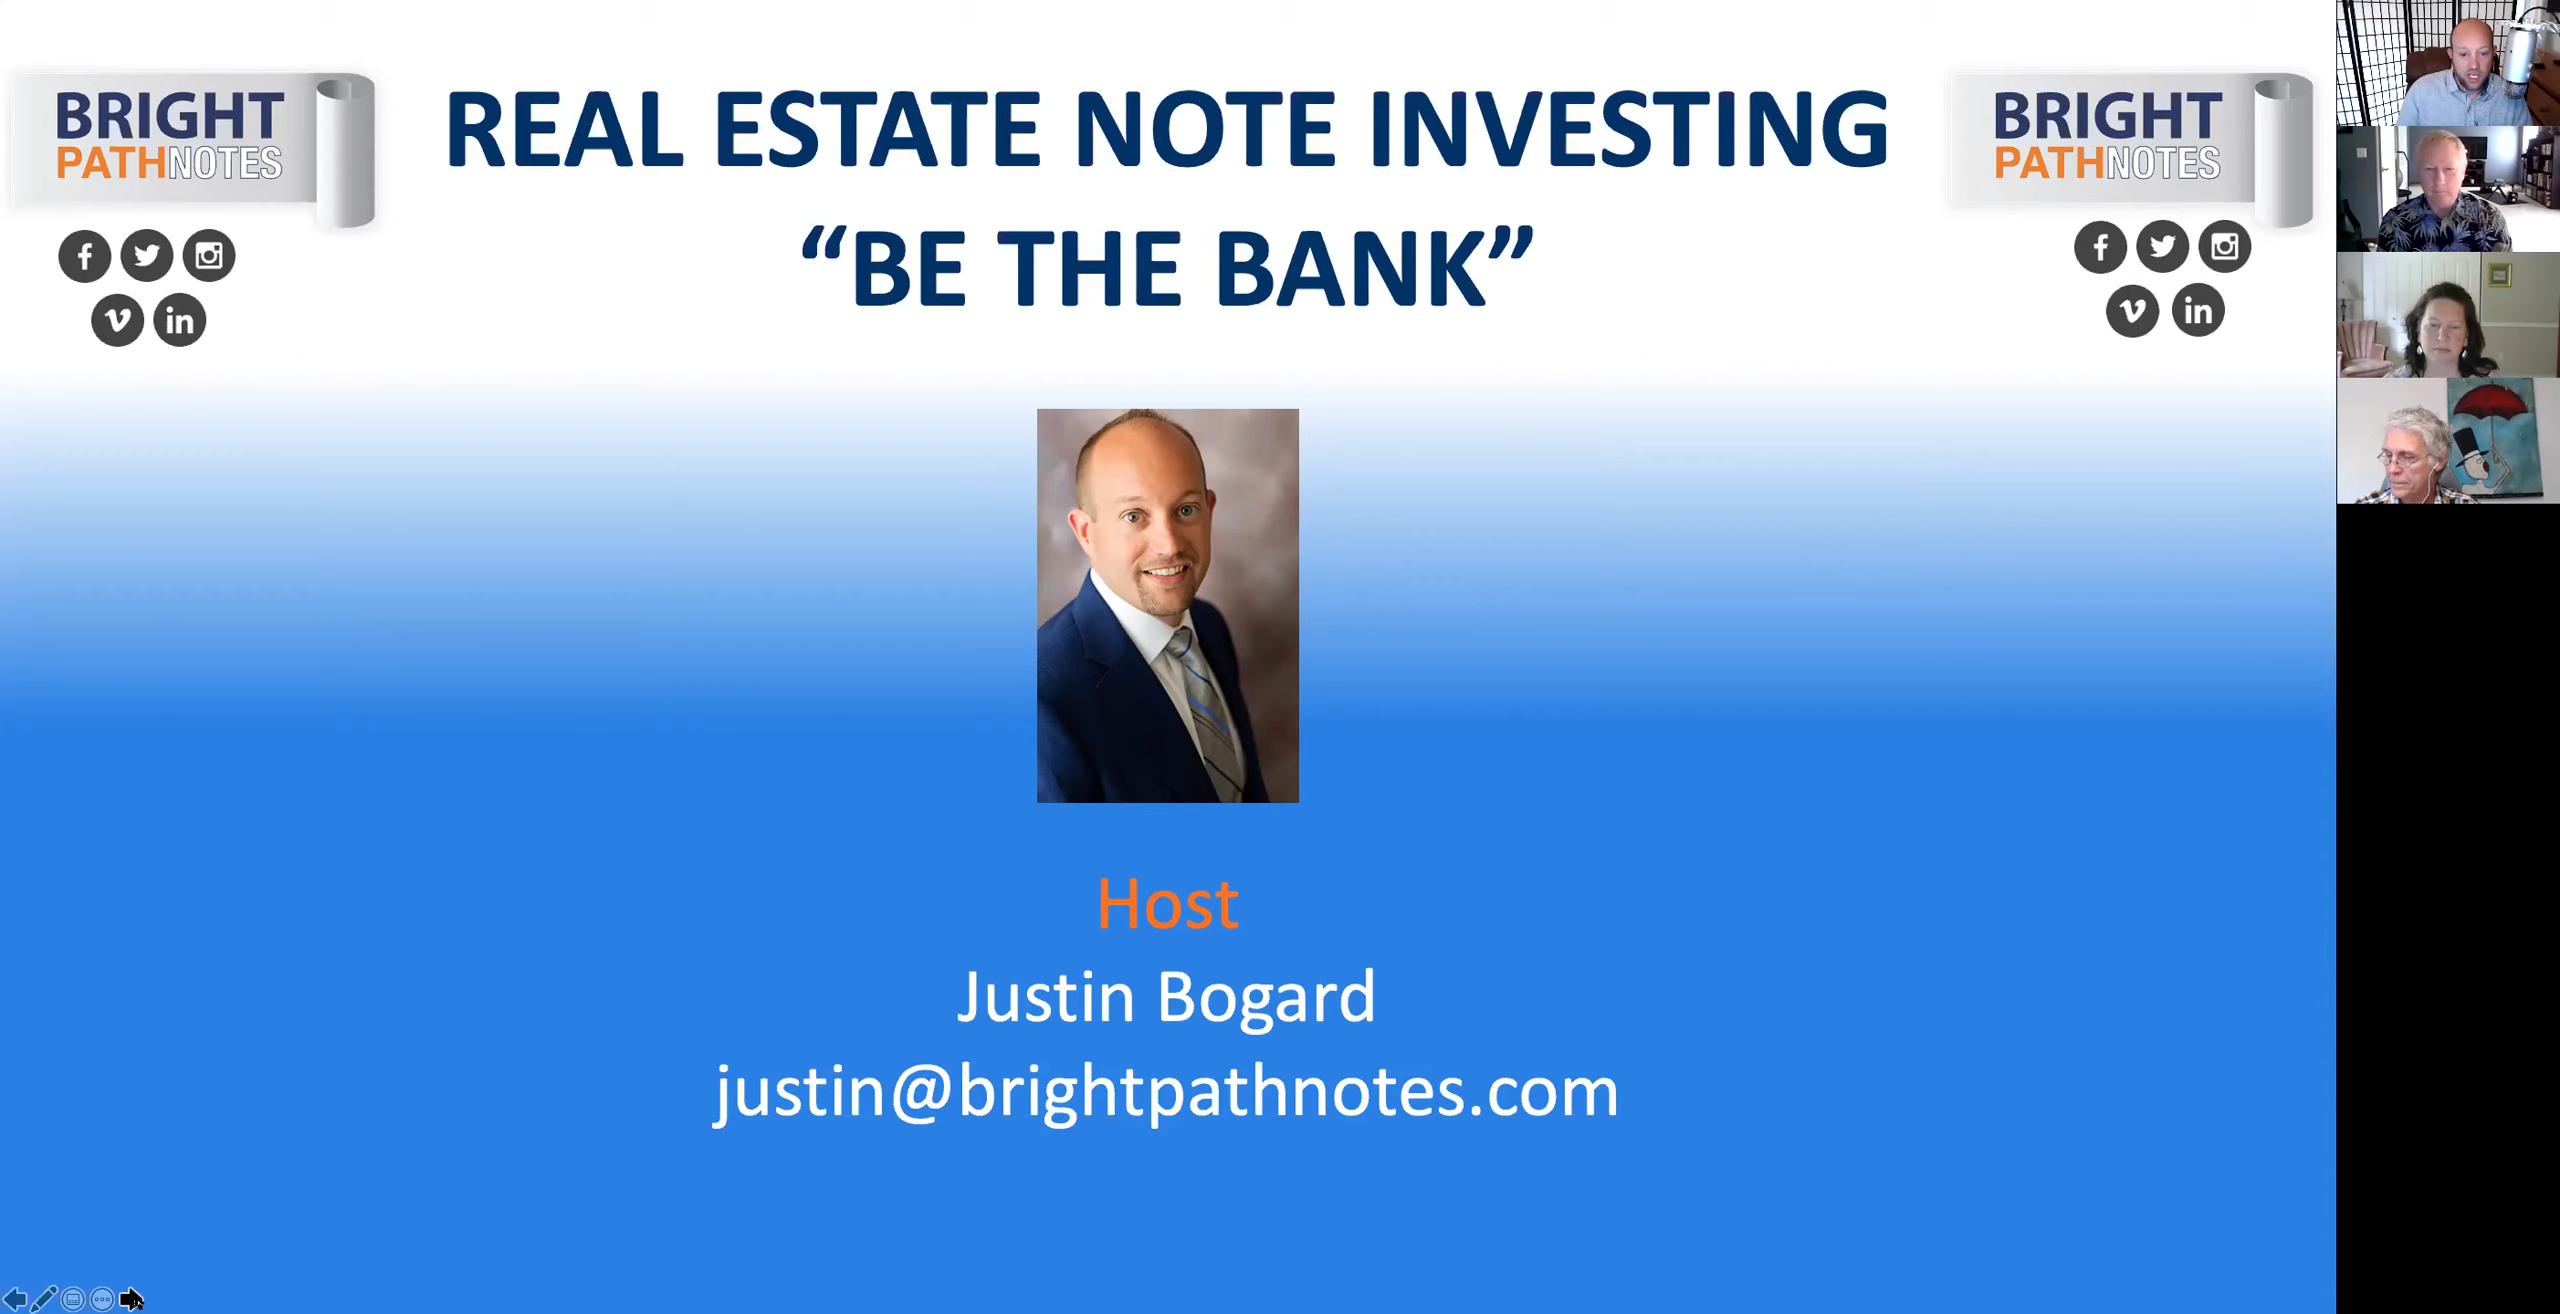 BRIGHT
PATHNOTES
REAL ESTATE NOTE INVESTING
“BE THE BANK”
BRIGHT
PATHNOTES
Host
Justin Bogard
justin@brightpathnotes.com